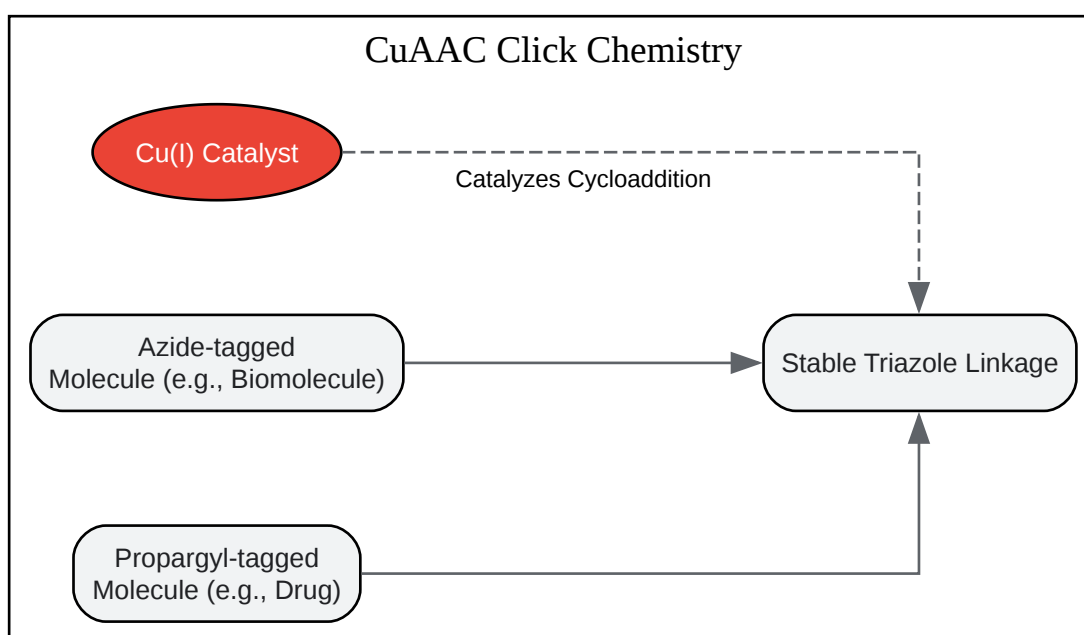 CuAAC Click Chemistry
Cu(I) Catalyst
Catalyzes Cycloaddition
Azide-tagged
Molecule (e.g., Biomolecule)
Stable Triazole Linkage
Propargyl-tagged
Molecule (e.g., Drug)